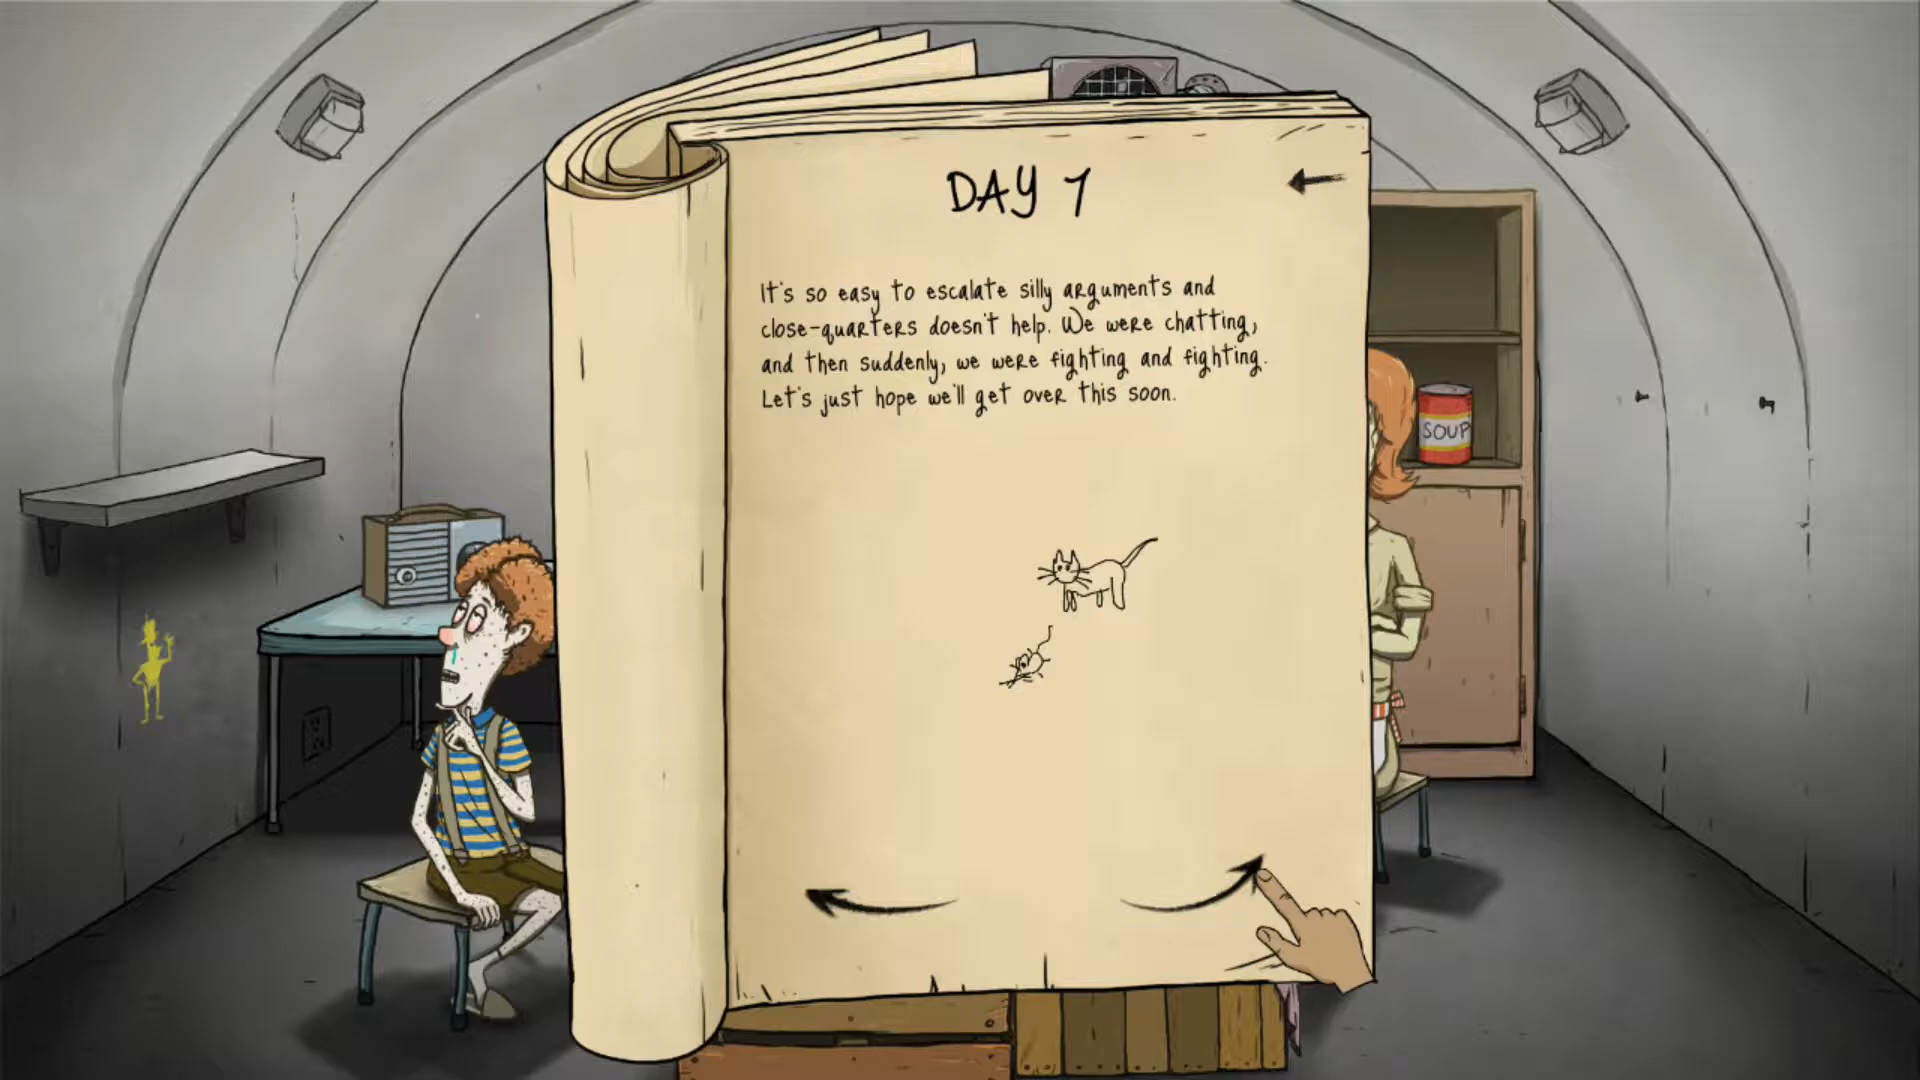 DAY 7
It's so easy to escalate silly arguments and
close-quarters doesn't help. We were chatting,
and then suddenly, we were fighting and fighting.
Let's just hope we'll get over this soon.
SOUP